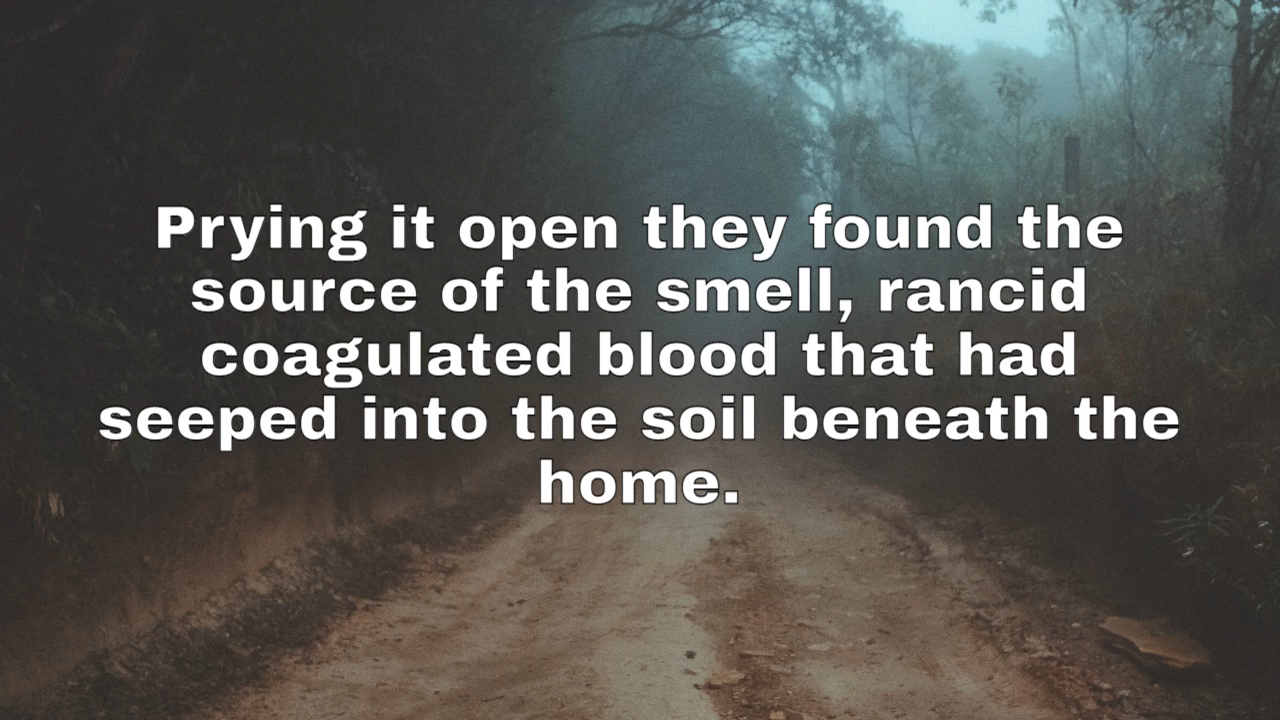 Prying it open they found the
source of the smell, rancid
coagulated blood that had
seeped into the soil beneath the
home.